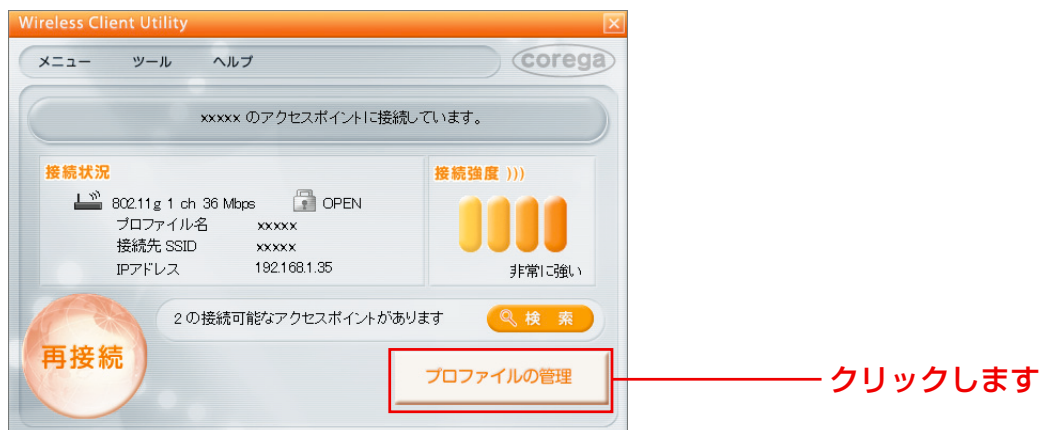 Wireless Client Utility
メニュー ツール ヘルプ corega
xxxxx のアクセスポイントに接続しています。
接続状況 接続強度 )))
802.11g 1 ch 36 Mbps OPEN
プロファイル名 xxxxx
接続先 SSID xxxxx
IPアドレス 192.168.1.35 非常に強い
2 の接続可能なアクセスポイントがあります 検 索
再接続 プロファイルの管理 クリックします